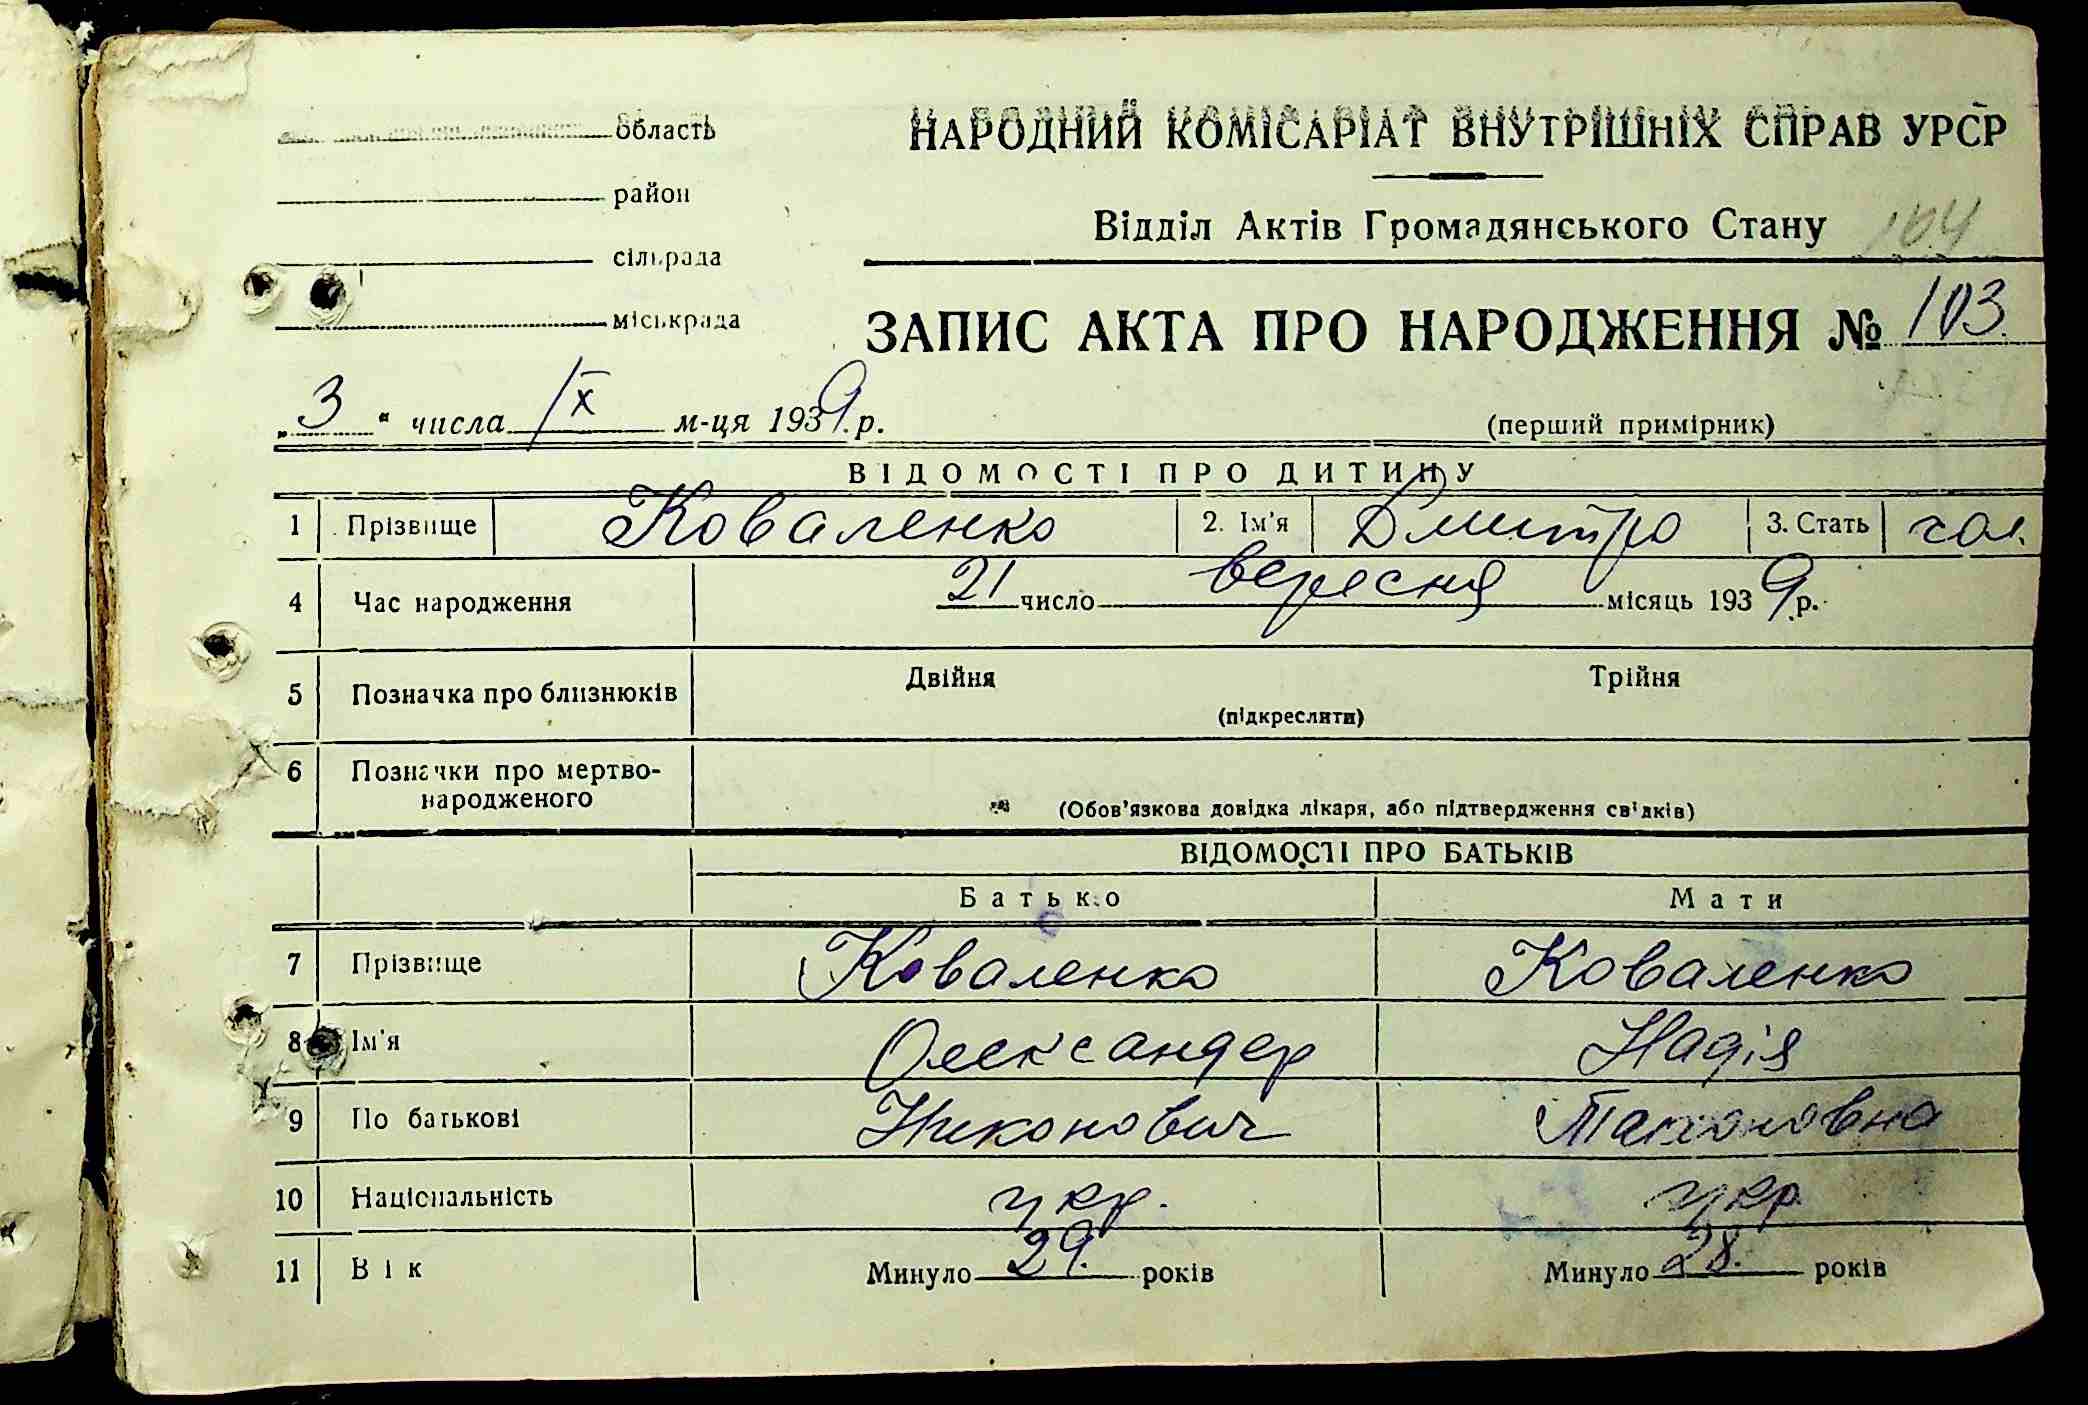 область
НАРОДНИЙ КОМІСАРІАТ ВНУТРІШНІХ СПРАВ УРСР
район
Відділ Актів Громадянського Стану 104
сільрада
міськрада
ЗАПИС АКТА ПРО НАРОДЖЕННЯ № 103.
„3“ числа IX м-ця 1939.р.
(перший примірник)
ВІДОМОСТІ ПРО ДИТИНУ
1 Прізвище Коваленко 2. Ім'я Дмитро 3. Стать чол.
4 Час народження 21 число вересня місяць 1939.р.
5 Позначка про близнюків Двійня Трійня
(підкреслити)
6 Позначки про мертво-
народженого
(Обов'язкова довідка лікаря, або підтвердження свідків)
ВІДОМОСТІ ПРО БАТЬКІВ
Батько Мати
7 Прізвище Коваленко Коваленко
8 Ім'я Олександер Надія
9 По батькові Никонович
10 Національність укр. укр.
11 Вік Минуло 29. років Минуло 28. років